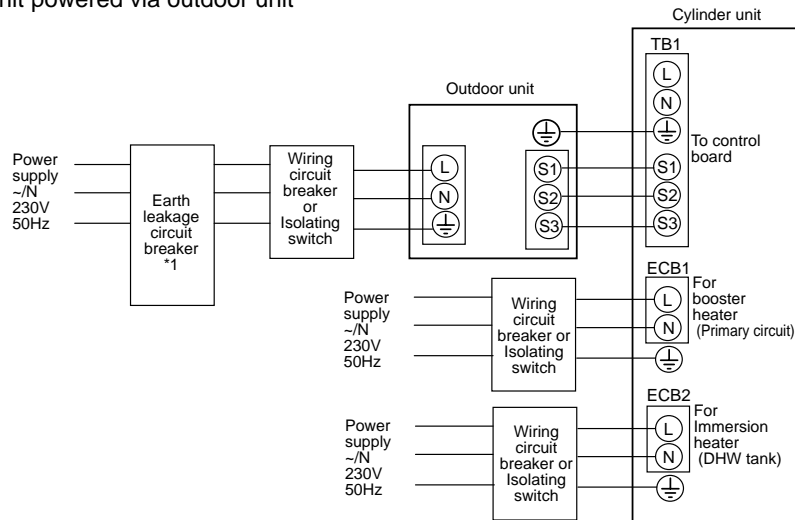 powered via outdoor unit
Cylinder unit
TB1
L
N
To control
board
S1
S2
S3
Outdoor unit
L
N
S1
S2
S3
Power
supply
~/N
230V
50Hz
Earth
leakage
circuit
breaker
*1
Wiring
circuit
breaker
or
Isolating
switch
ECB1
For
booster
heater
(Primary circuit)
L
N
Power
supply
~/N
230V
50Hz
Wiring
circuit
breaker or
Isolating
switch
ECB2
For
Immersion
heater
(DHW tank)
L
N
Power
supply
~/N
230V
50Hz
Wiring
circuit
breaker or
Isolating
switch